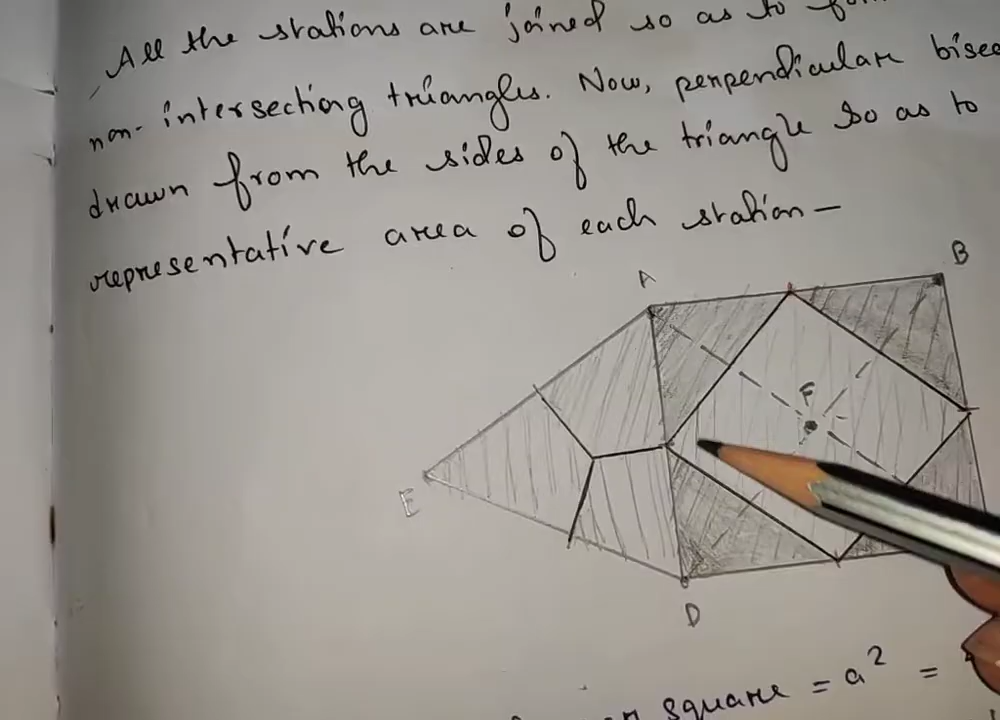 All the stations are joined so as to
non-intersecting triangles. Now, perpendicular
drawn from the sides of the triangle so as to
representative area of each station—
A
B
F
E
D
square = a² =